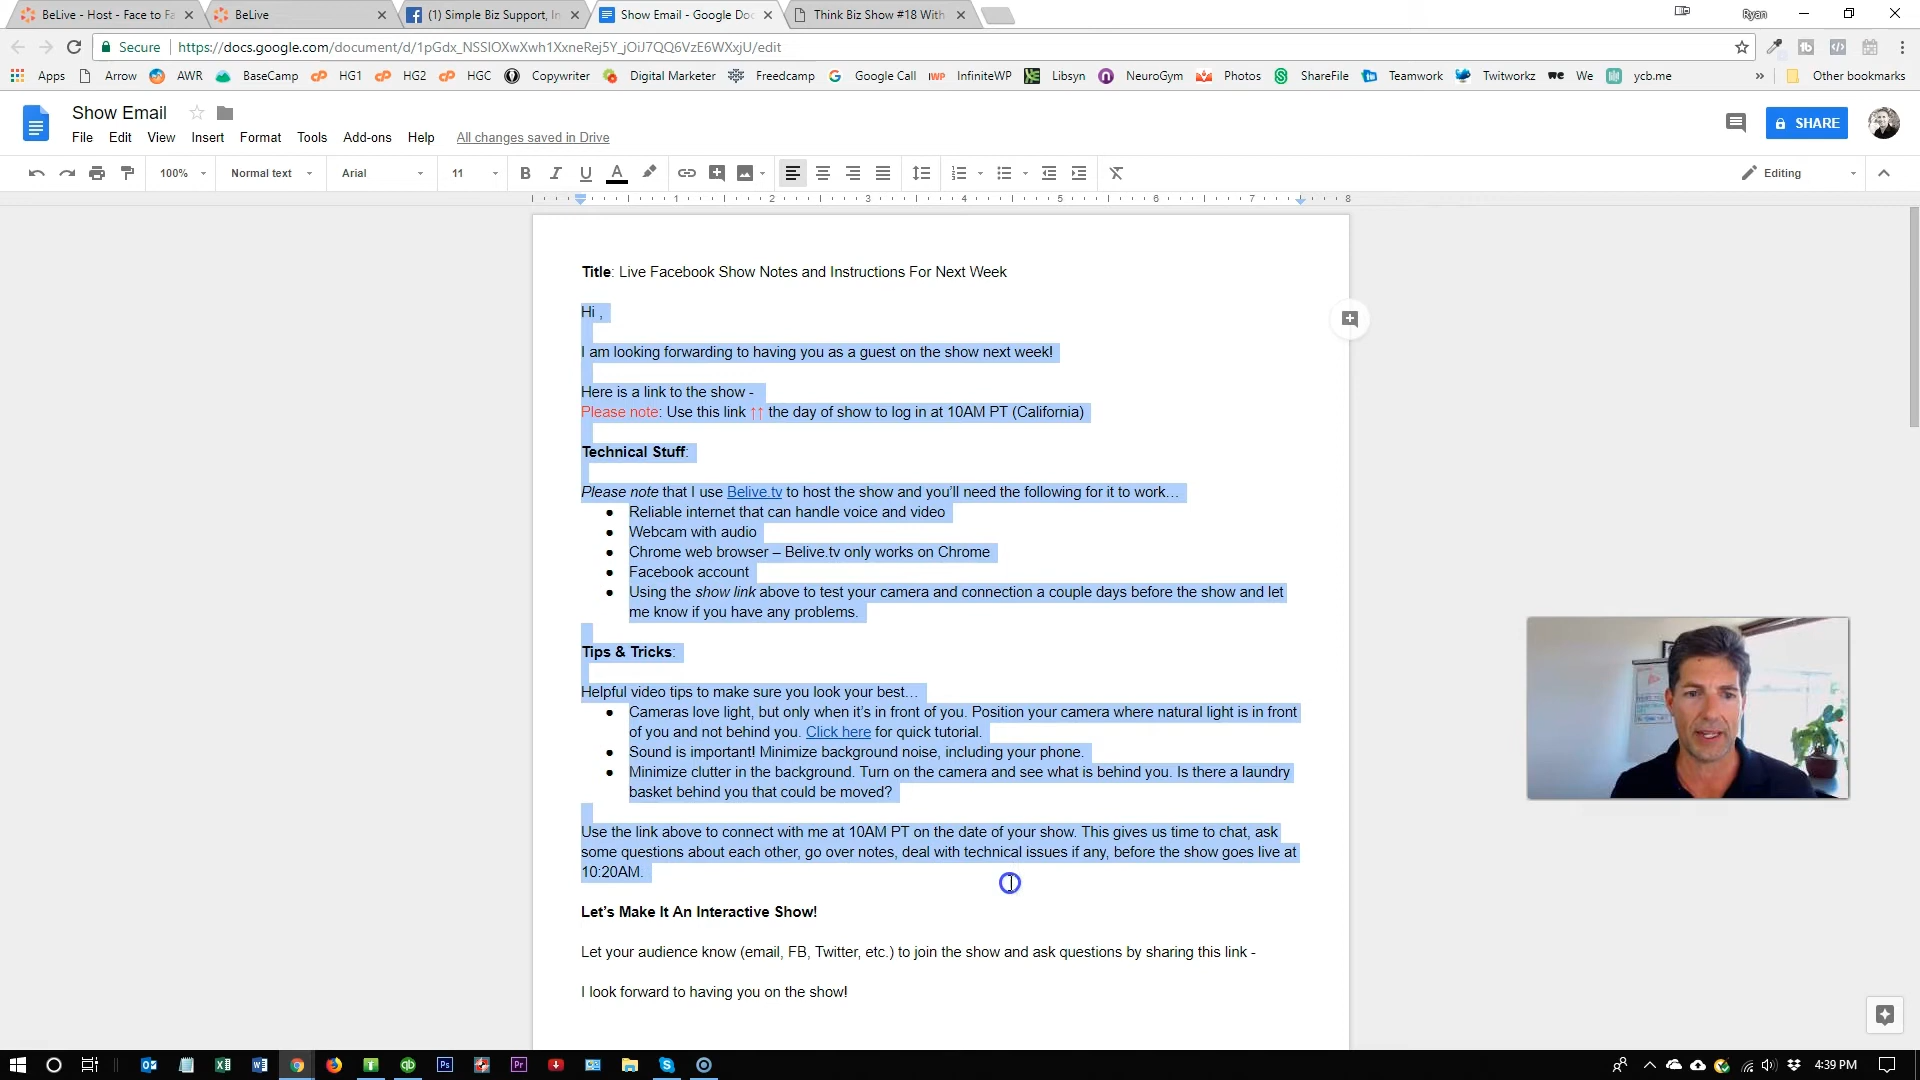 BeLive - Host - Face to Fa
BeLive
(1) Simple Biz Support, In
Show Email - Google Doc
Think Biz Show #18 With
Ryan
Secure
https://docs.google.com/document/d/1pGdx_NSSlOXwXwh1XxneRej5Y_jOiJ7QQ6VzE6WXxjU/edit
Apps
Arrow
AWR
BaseCamp
HG1
HG2
HGC
Copywriter
Digital Marketer
Freedcamp
Google Call
InfiniteWP
Libsyn
NeuroGym
Photos
ShareFile
Teamwork
Twitworkz
We
ycb.me
Other bookmarks
Show Email
File Edit View Insert Format Tools Add-ons Help All changes saved in Drive
SHARE
100% Normal text Arial 11 B I U A Editing
1 2 3 4 5 6 7 8
Title: Live Facebook Show Notes and Instructions For Next Week
Hi ,
I am looking forwarding to having you as a guest on the show next week!
Here is a link to the show -
Please note: Use this link ↑↑ the day of show to log in at 10AM PT (California)
Technical Stuff:
Please note that I use Belive.tv to host the show and you'll need the following for it to work…
● Reliable internet that can handle voice and video
● Webcam with audio
● Chrome web browser – Belive.tv only works on Chrome
● Facebook account
● Using the show link above to test your camera and connection a couple days before the show and let
me know if you have any problems.
Tips & Tricks:
Helpful video tips to make sure you look your best…
● Cameras love light, but only when it's in front of you. Position your camera where natural light is in front
of you and not behind you. Click here for quick tutorial.
● Sound is important! Minimize background noise, including your phone.
● Minimize clutter in the background. Turn on the camera and see what is behind you. Is there a laundry
basket behind you that could be moved?
Use the link above to connect with me at 10AM PT on the date of your show. This gives us time to chat, ask
some questions about each other, go over notes, deal with technical issues if any, before the show goes live at
10:20AM.
Let's Make It An Interactive Show!
Let your audience know (email, FB, Twitter, etc.) to join the show and ask questions by sharing this link -
I look forward to having you on the show!
4:39 PM